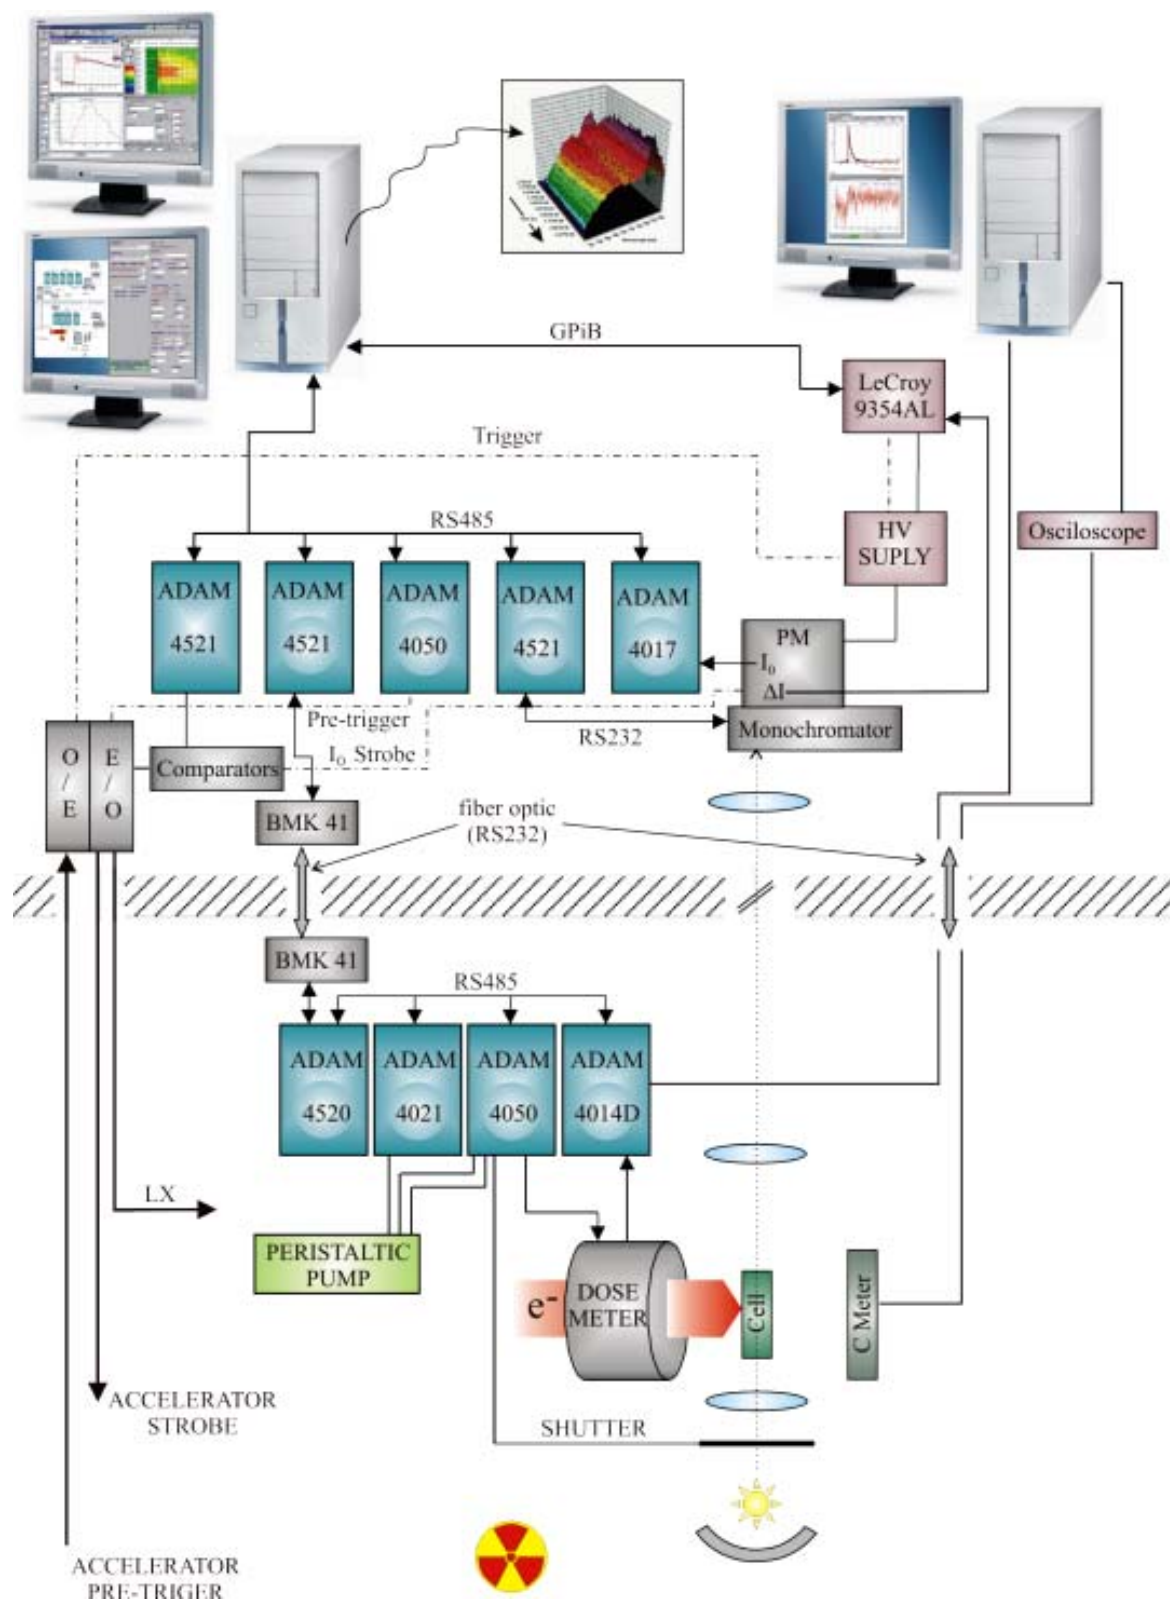 GPiB
LeCroy
9354AL
Trigger
RS485
HV
SUPLY
Osciloscope
ADAM
4521
ADAM
4521
ADAM
4050
ADAM
4521
ADAM
4017
PM
I₀
ΔI
Pre-trigger
RS232
Monochromator
I₀ Strobe
O
/
E
E
/
O
Comparators
BMK 41
fiber optic
(RS232)
BMK 41
RS485
ADAM
4520
ADAM
4021
ADAM
4050
ADAM
4014D
LX
PERISTALTIC
PUMP
e⁻
DOSE
METER
Cell
C Meter
ACCELERATOR
STROBE
SHUTTER
ACCELERATOR
PRE-TRIGER